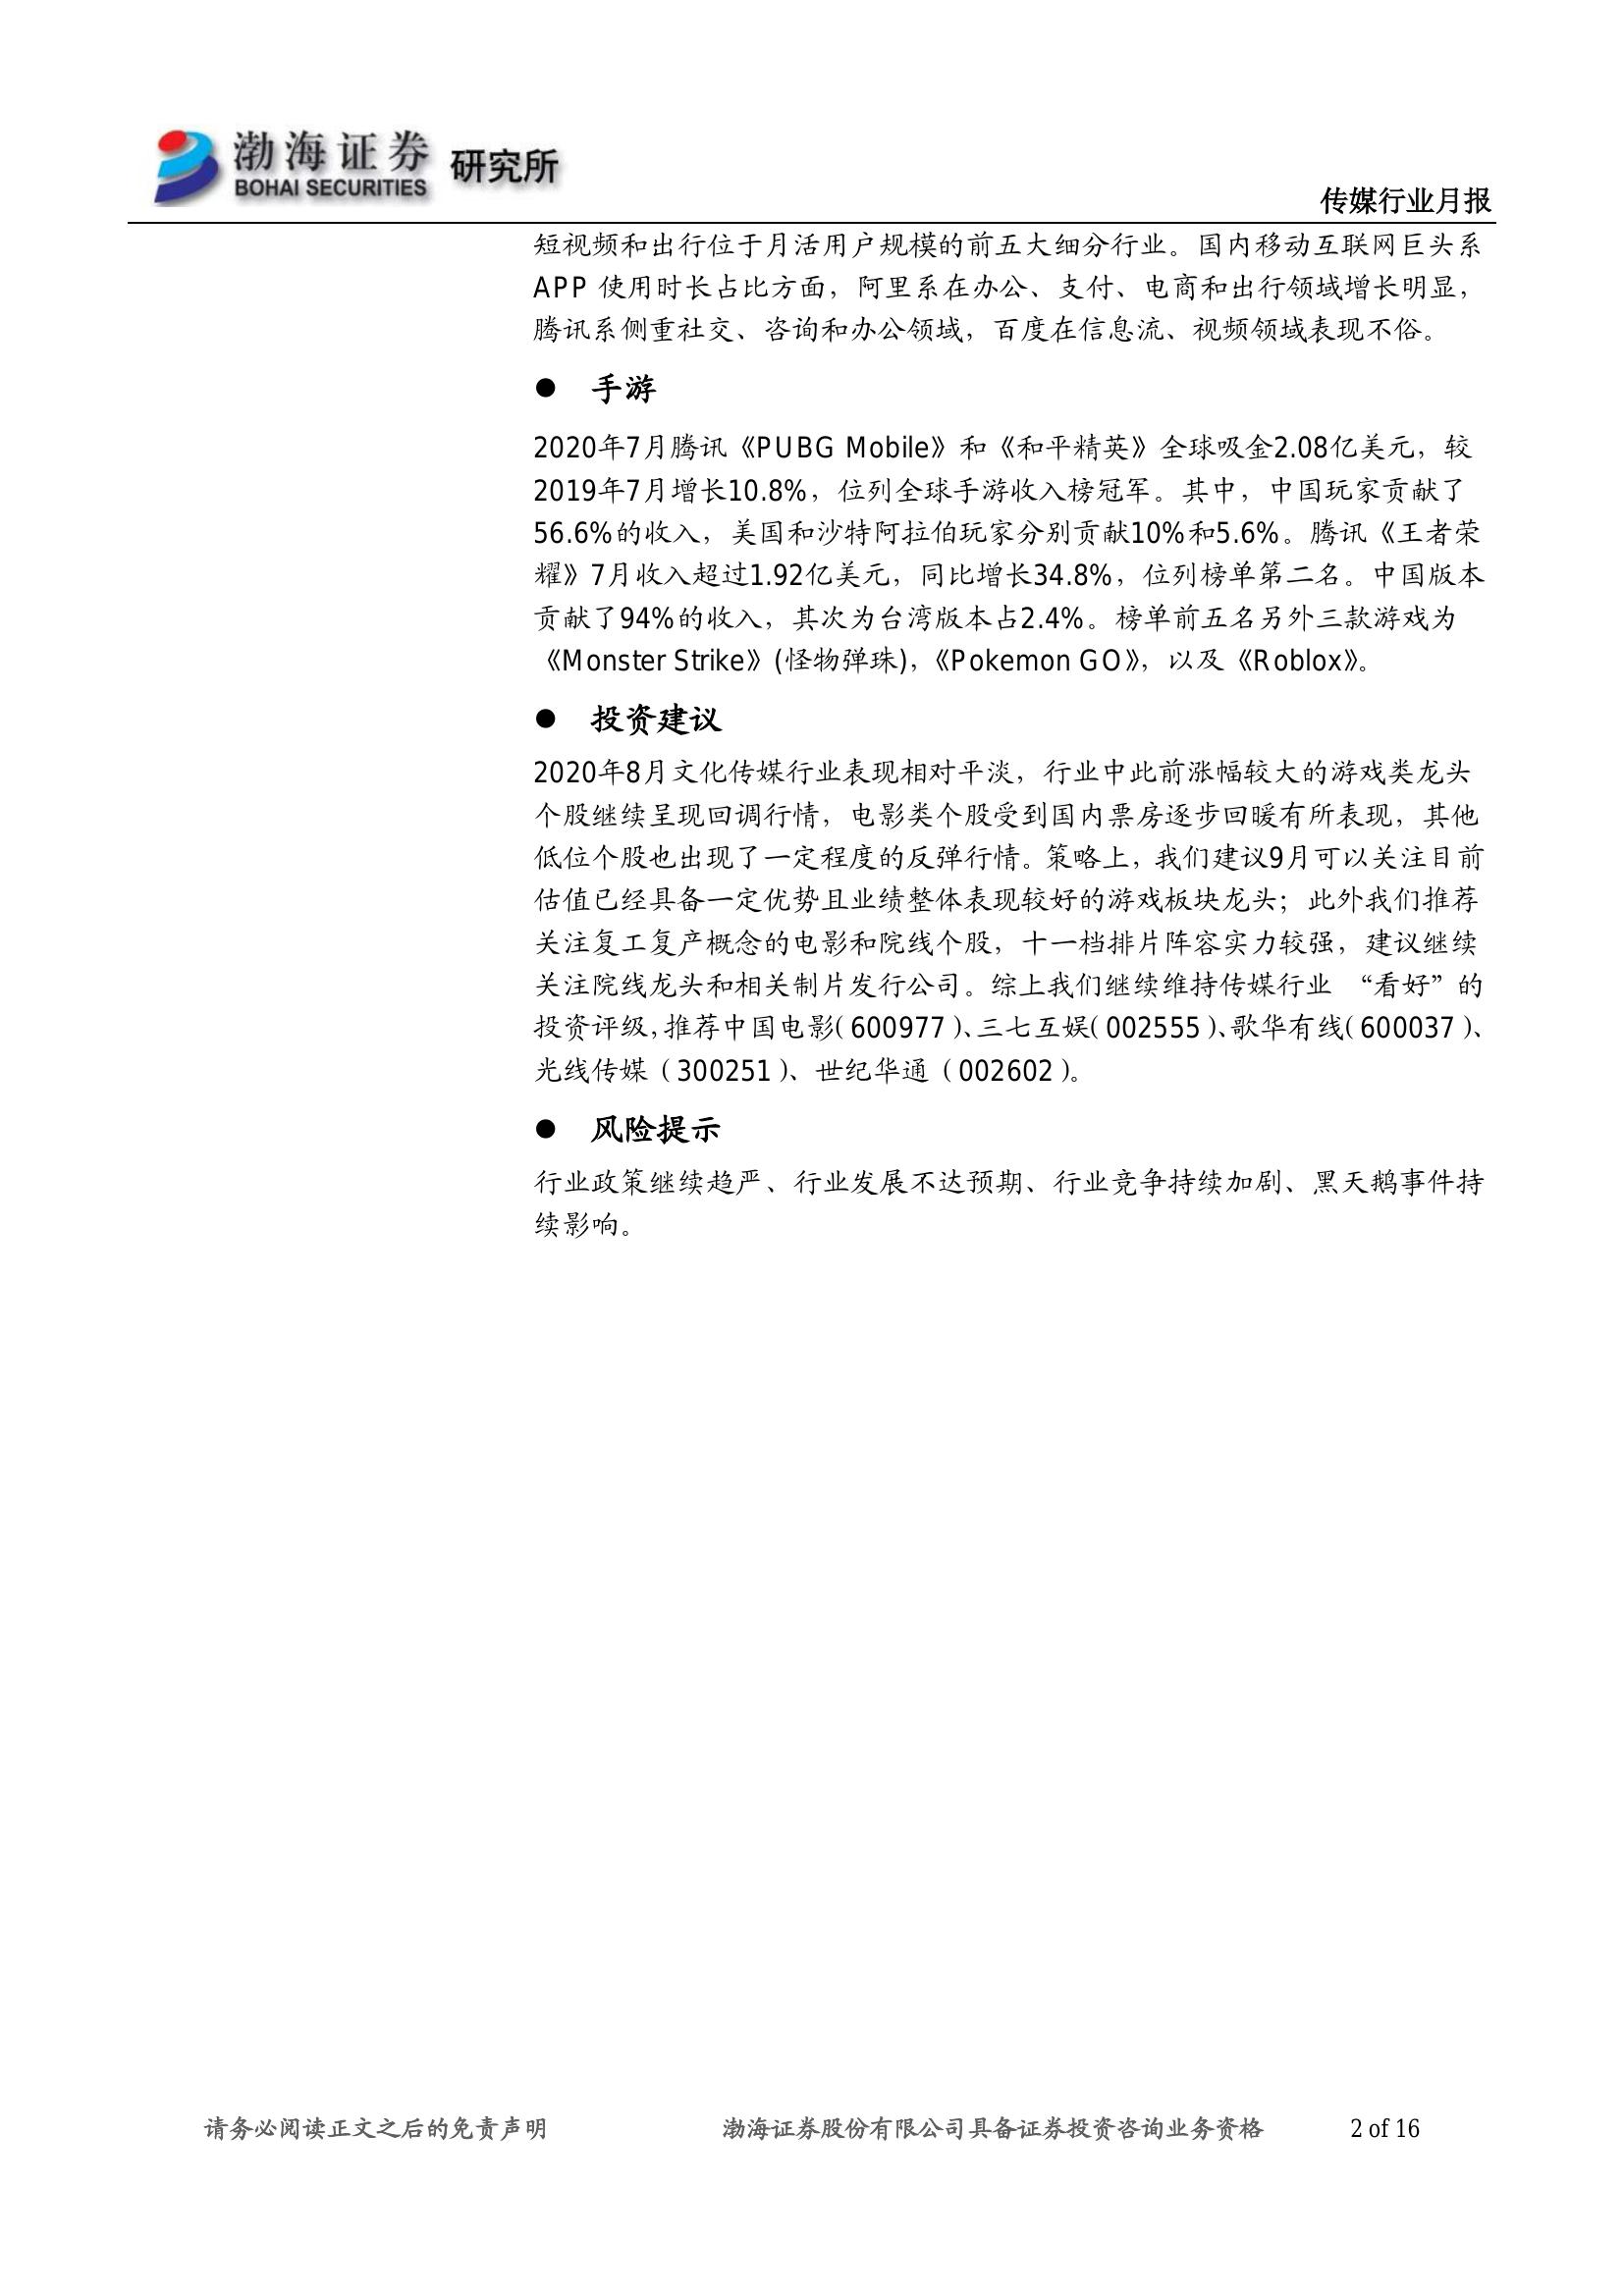 渤海证券 研究所
BOHAI SECURITIES
传媒行业月报
短视频和出行位于月活用户规模的前五大细分行业。国内移动互联网巨头系
APP 使用时长占比方面，阿里系在办公、支付、电商和出行领域增长明显，
腾讯系侧重社交、咨询和办公领域，百度在信息流、视频领域表现不俗。
● 手游
2020年7月腾讯《PUBG Mobile》和《和平精英》全球吸金2.08亿美元，较
2019年7月增长10.8%，位列全球手游收入榜冠军。其中，中国玩家贡献了
56.6%的收入，美国和沙特阿拉伯玩家分别贡献10%和5.6%。腾讯《王者荣
耀》7月收入超过1.92亿美元，同比增长34.8%，位列榜单第二名。中国版本
贡献了94%的收入，其次为台湾版本占2.4%。榜单前五名另外三款游戏为
《Monster Strike》(怪物弹珠)，《Pokemon GO》，以及《Roblox》。
● 投资建议
2020年8月文化传媒行业表现相对平淡，行业中此前涨幅较大的游戏类龙头
个股继续呈现回调行情，电影类个股受到国内票房逐步回暖有所表现，其他
低位个股也出现了一定程度的反弹行情。策略上，我们建议9月可以关注目前
估值已经具备一定优势且业绩整体表现较好的游戏板块龙头；此外我们推荐
关注复工复产概念的电影和院线个股，十一档排片阵容实力较强，建议继续
关注院线龙头和相关制片发行公司。综上我们继续维持传媒行业 “看好”的
投资评级，推荐中国电影（600977）、三七互娱（002555）、歌华有线（600037）、
光线传媒（300251）、世纪华通（002602）。
● 风险提示
行业政策继续趋严、行业发展不达预期、行业竞争持续加剧、黑天鹅事件持
续影响。
请务必阅读正文之后的免责声明 渤海证券股份有限公司具备证券投资咨询业务资格 2 of 16